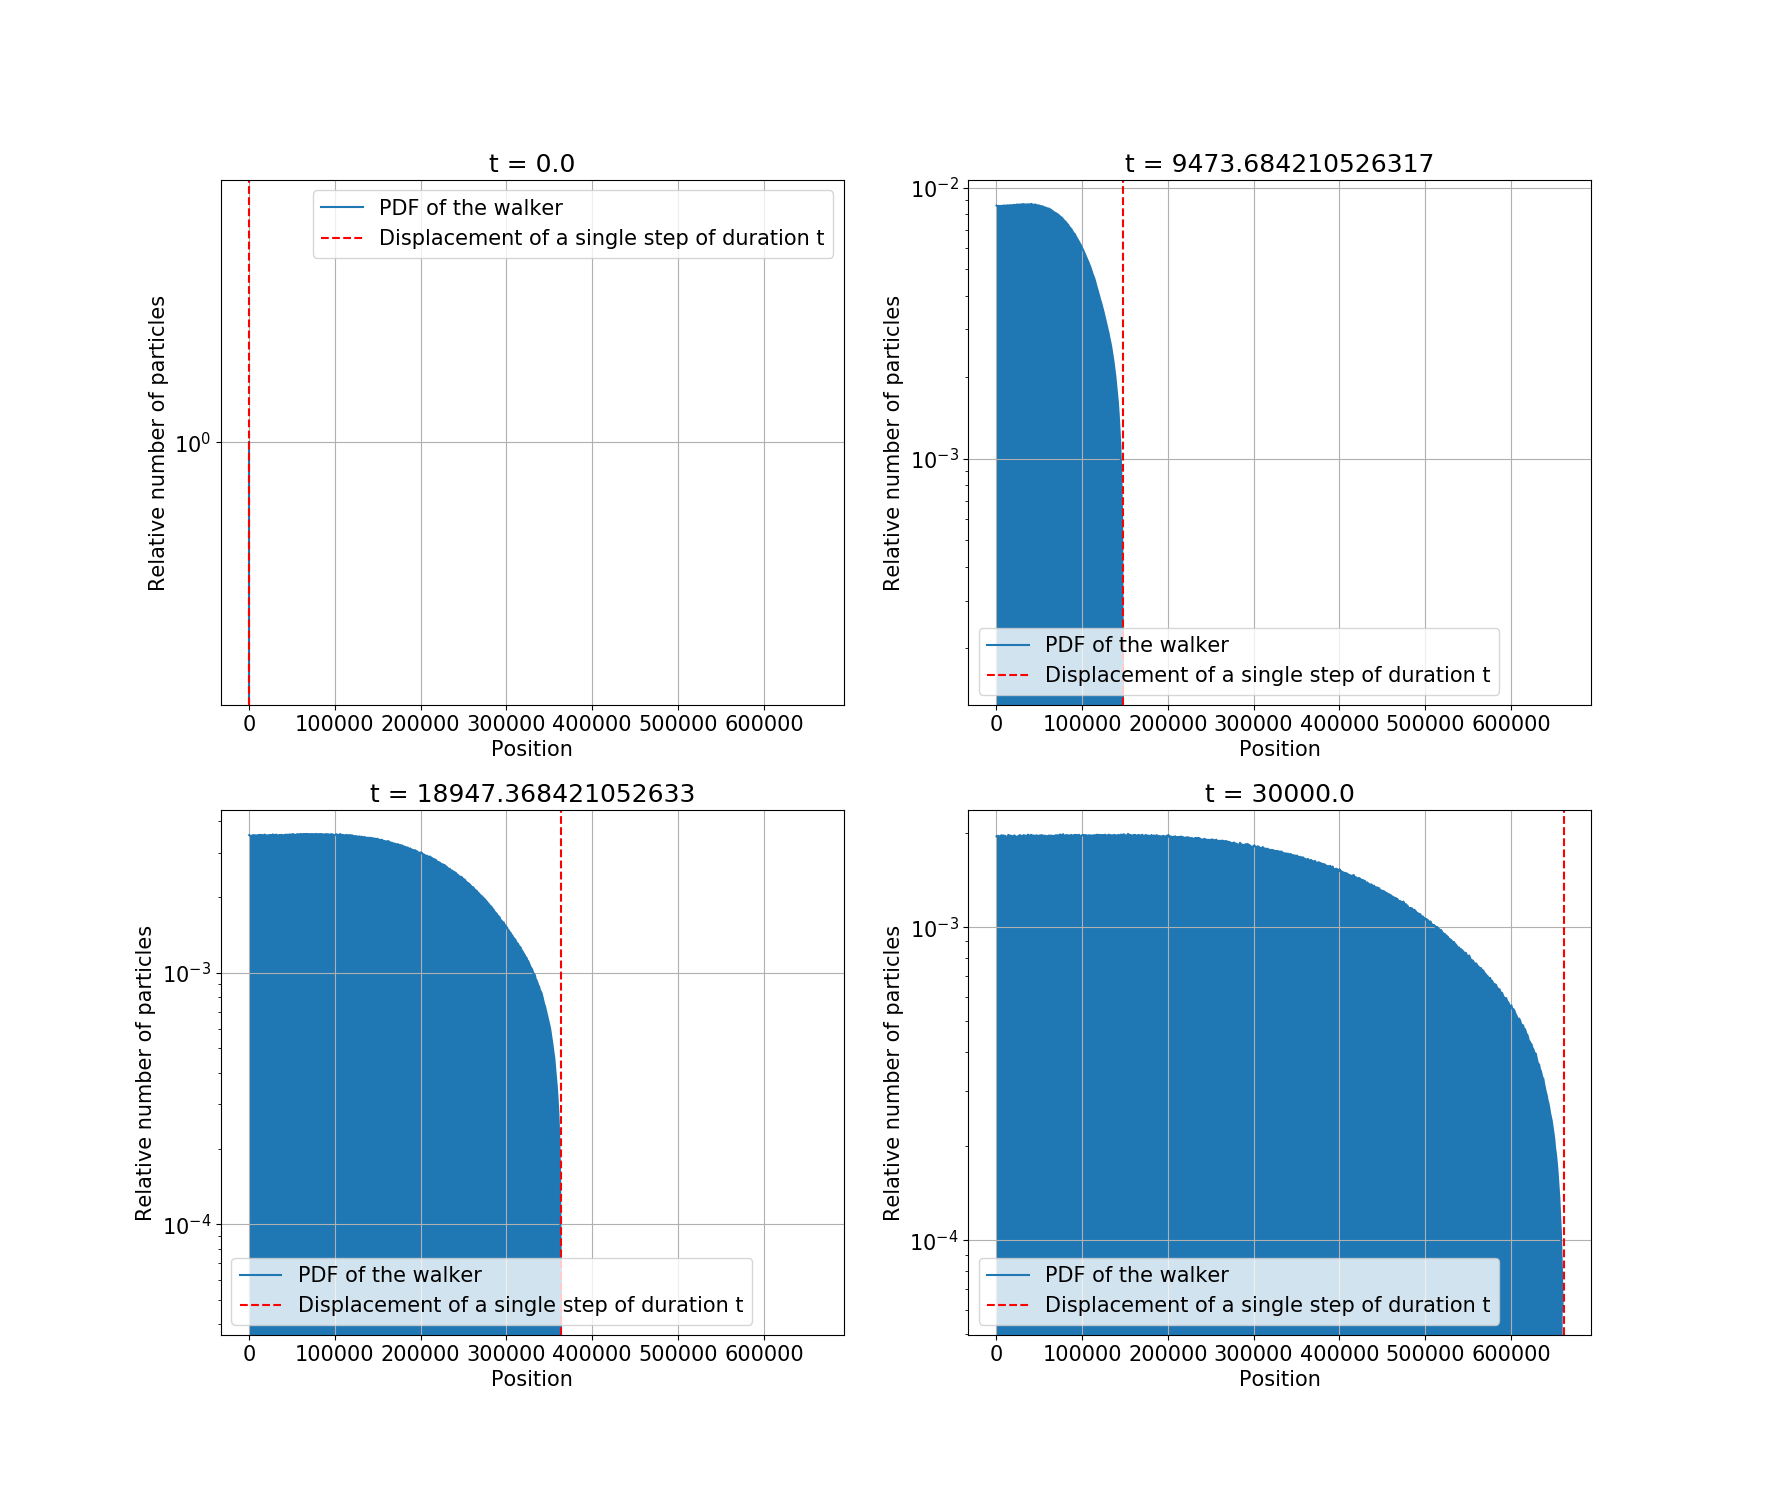 t = 0.0
PDF of the walker
Displacement of a single step of duration t
Relative number of particles
10^0
0 100000 200000 300000 400000 500000 600000
Position
t = 9473.684210526317
10^-2
10^-3
Relative number of particles
PDF of the walker
Displacement of a single step of duration t
0 100000 200000 300000 400000 500000 600000
Position
t = 18947.368421052633
10^-3
10^-4
Relative number of particles
PDF of the walker
Displacement of a single step of duration t
0 100000 200000 300000 400000 500000 600000
Position
t = 30000.0
10^-3
10^-4
Relative number of particles
PDF of the walker
Displacement of a single step of duration t
0 100000 200000 300000 400000 500000 600000
Position